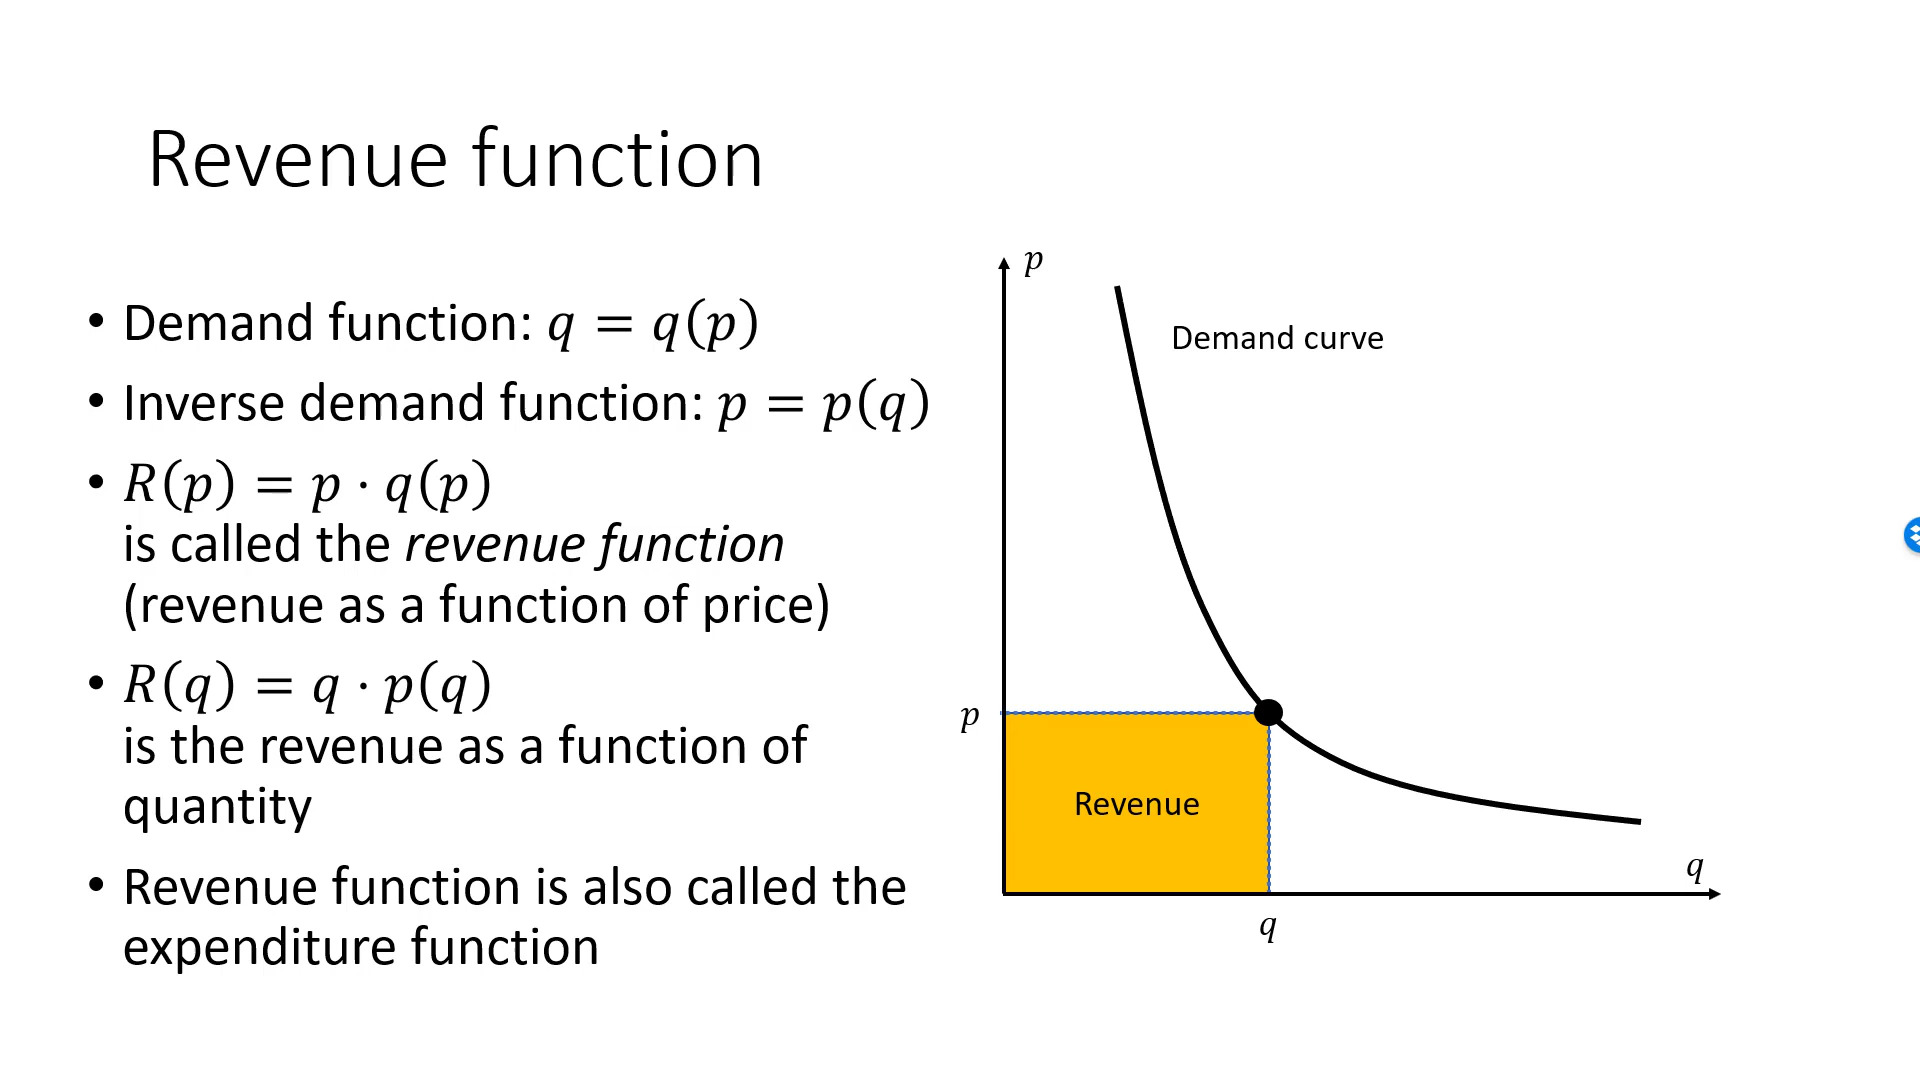 Revenue function
• Demand function: q = q(p)
• Inverse demand function: p = p(q)
• R(p) = p · q(p)
is called the revenue function
(revenue as a function of price)
• R(q) = q · p(q)
is the revenue as a function of
quantity
• Revenue function is also called the
expenditure function
p
Demand curve
p
Revenue
q
q